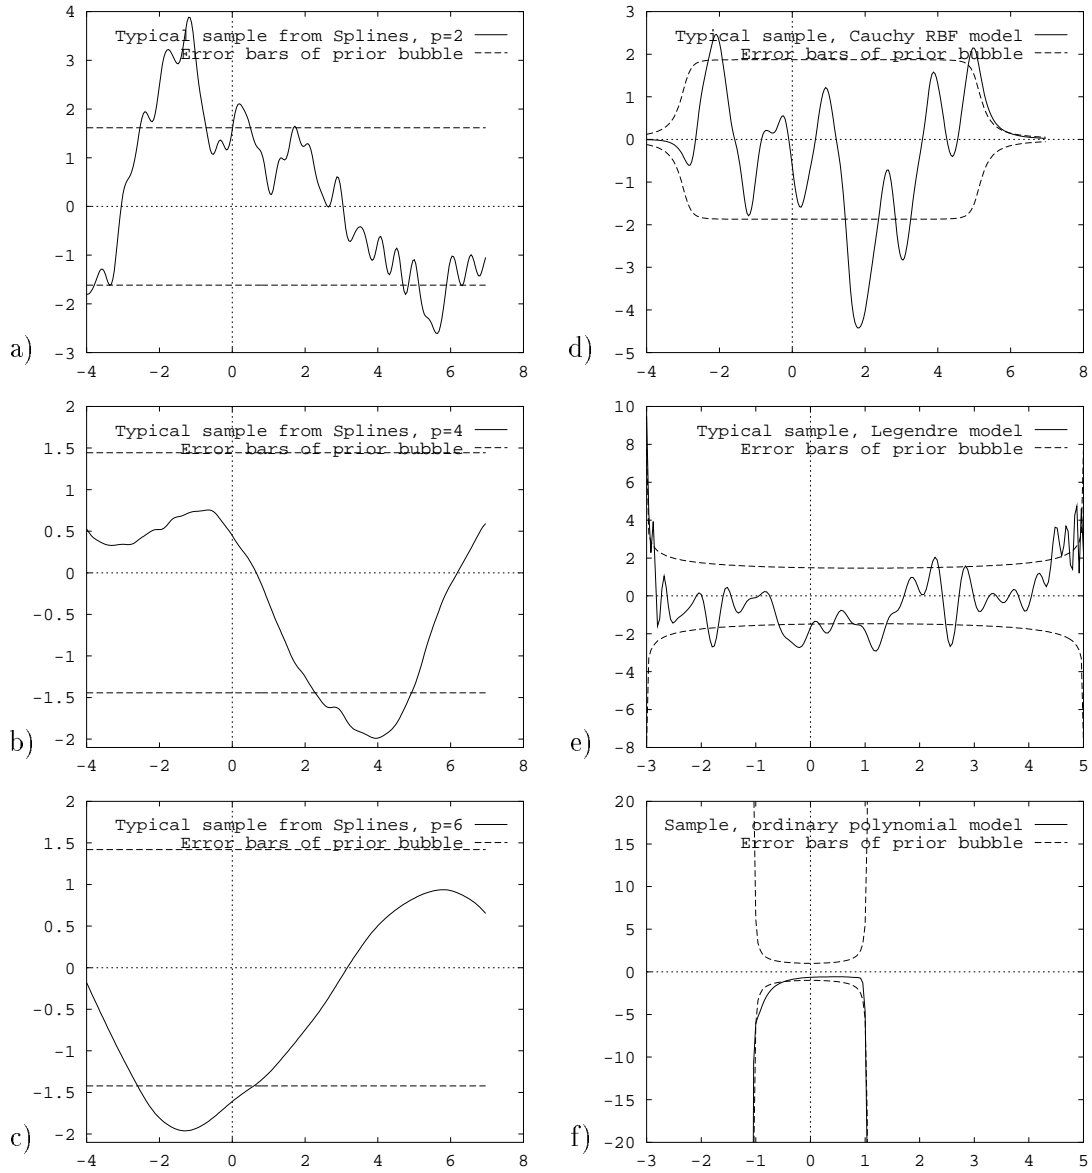 4
3
2
1
0
-1
-2
-3
-4 -2 0 2 4 6 8
Typical sample from Splines, p=2
Error bars of prior bubble
a)
3
2
1
0
-1
-2
-3
-4
-5
-4 -2 0 2 4 6 8
Typical sample, Cauchy RBF model
Error bars of prior bubble
d)
2
1.5
1
0.5
0
-0.5
-1
-1.5
-2
-4 -2 0 2 4 6 8
Typical sample from Splines, p=4
Error bars of prior bubble
b)
10
8
6
4
2
0
-2
-4
-6
-8
-3 -2 -1 0 1 2 3 4 5
Typical sample, Legendre model
Error bars of prior bubble
e)
2
1.5
1
0.5
0
-0.5
-1
-1.5
-2
-4 -2 0 2 4 6 8
Typical sample from Splines, p=6
Error bars of prior bubble
c)
20
15
10
5
0
-5
-10
-15
-20
-3 -2 -1 0 1 2 3 4 5
Sample, ordinary polynomial model
Error bars of prior bubble
f)